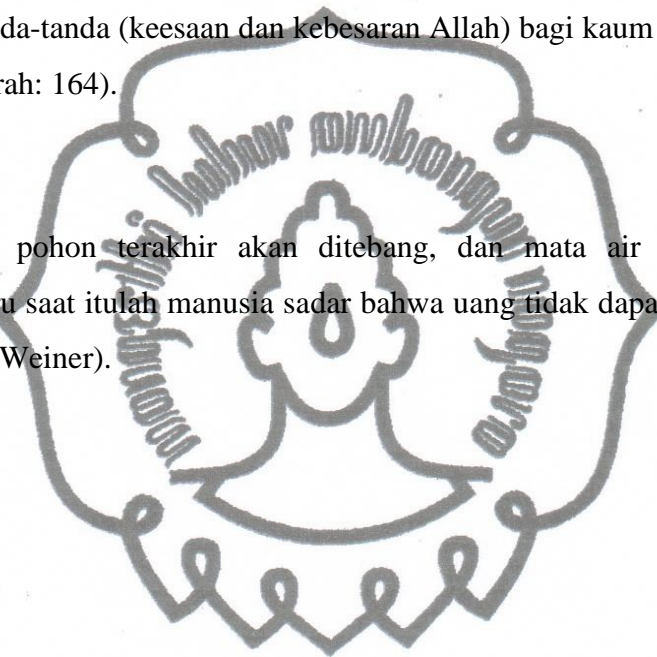 da-tanda (keesaan dan kebesaran Allah) bagi kaum
rah: 164).
pohon terakhir akan ditebang, dan mata air
u saat itulah manusia sadar bahwa uang tidak dapa
Weiner).